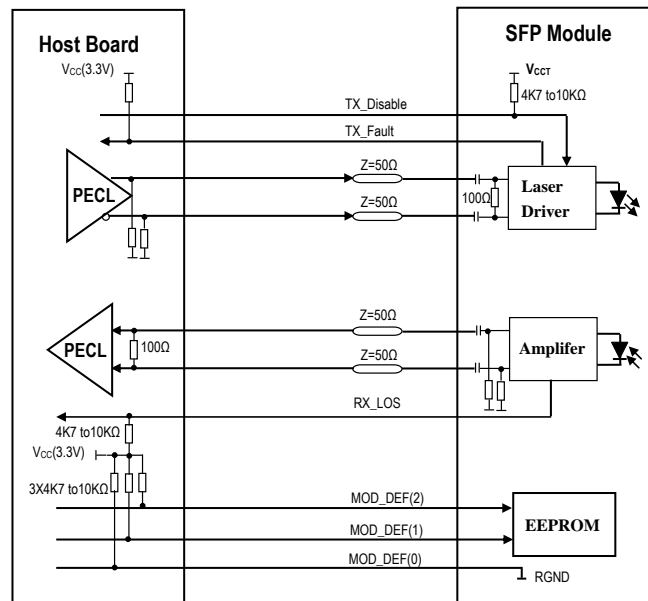 Host Board
SFP Module
VCC(3.3V)
VCCT
4K7 to10KΩ
TX_Disable
TX_Fault
PECL
Z=50Ω
Z=50Ω
100Ω
Laser
Driver
PECL
100Ω
Z=50Ω
Z=50Ω
Amplifer
RX_LOS
4K7 to10KΩ
VCC(3.3V)
3X4K7 to10KΩ
MOD_DEF(2)
MOD_DEF(1)
MOD_DEF(0)
EEPROM
RGND